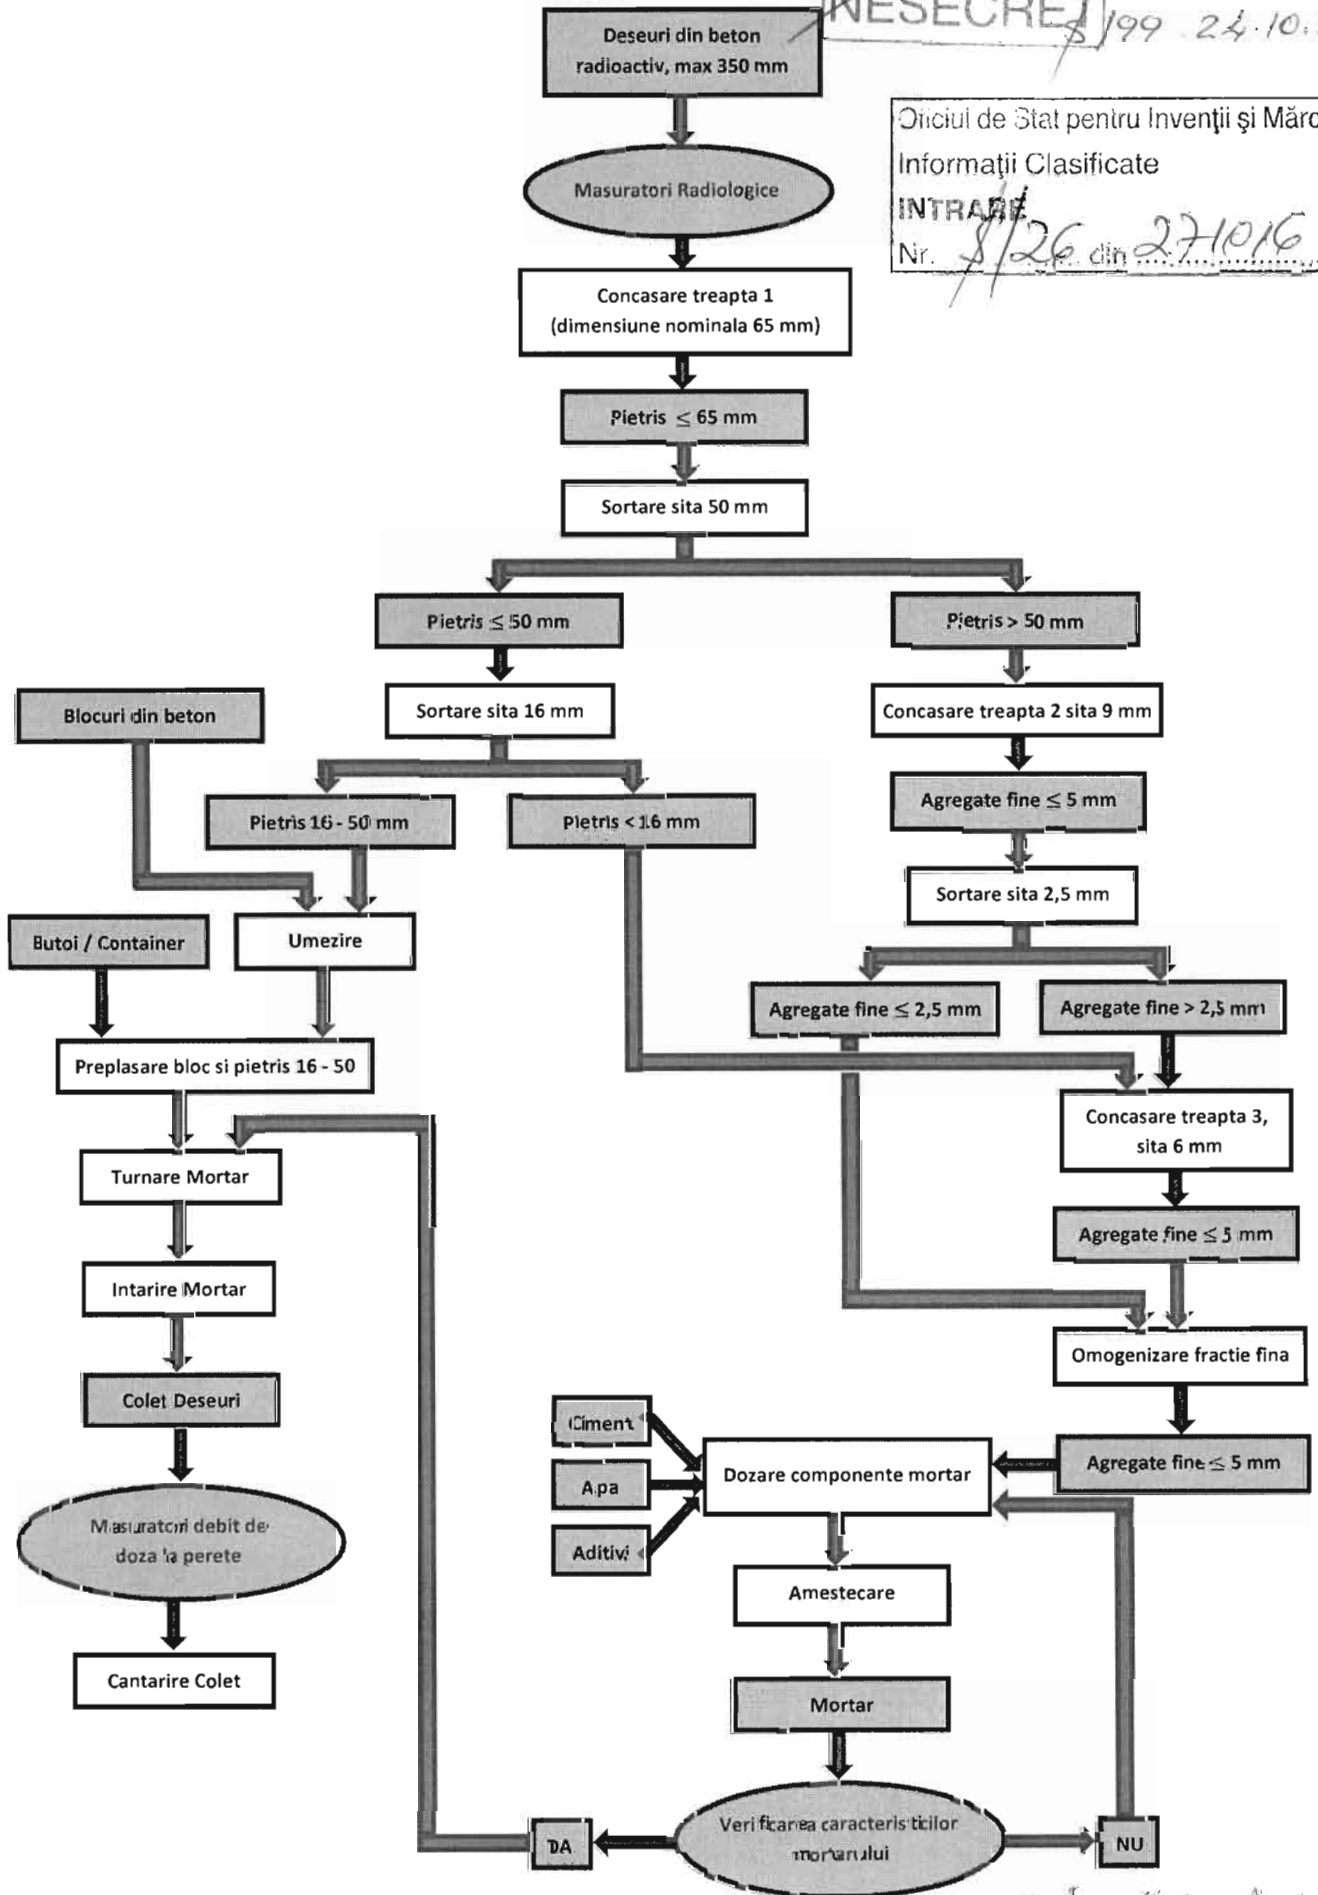 Deseuri din beton
radioactiv, max 350 mm
NESECRET
S/199 24.10.
Oficiul de Stat pentru Invenţii şi Mărc
Informaţii Clasificate
INTRARE
Nr. S/26 din 271016
Masuratori Radiologice
Concasare treapta 1
(dimensiune nominala 65 mm)
Pietris ≤ 65 mm
Sortare sita 50 mm
Pietris ≤ 50 mm
Pietris > 50 mm
Sortare sita 16 mm
Concasare treapta 2 sita 9 mm
Blocuri din beton
Pietris 16 - 50 mm
Pietris < 16 mm
Agregate fine ≤ 5 mm
Sortare sita 2,5 mm
Butoi / Container
Umezire
Agregate fine ≤ 2,5 mm
Agregate fine > 2,5 mm
Preplasare bloc si pietris 16 - 50
Concasare treapta 3,
sita 6 mm
Turnare Mortar
Agregate fine ≤ 5 mm
Intarire Mortar
Omogenizare fractie fina
Colet Deseuri
Ciment
Apa
Aditivi
Dozare componente mortar
Agregate fine ≤ 5 mm
Masuratori debit de
doza la perete
Amestecare
Cantarire Colet
Mortar
Verificarea caracteristicilor
mortarului
DA
NU